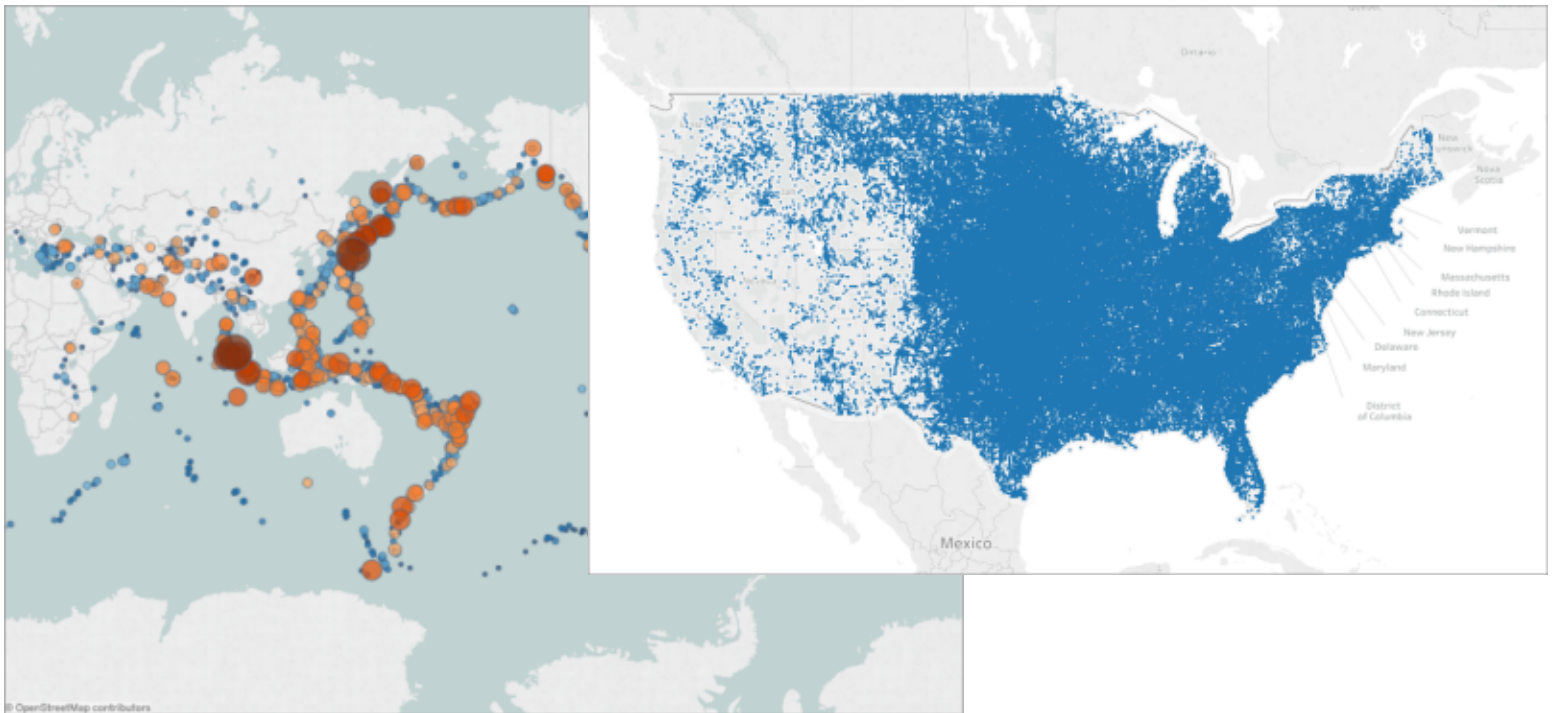 Ontario
New
Nova
Scotia
Vermont
New Hampshire
Massachusetts
Rhode Island
Connecticut
New Jersey
Delaware
Maryland
District
of Columbia
Mexico
© OpenStreetMap contributors